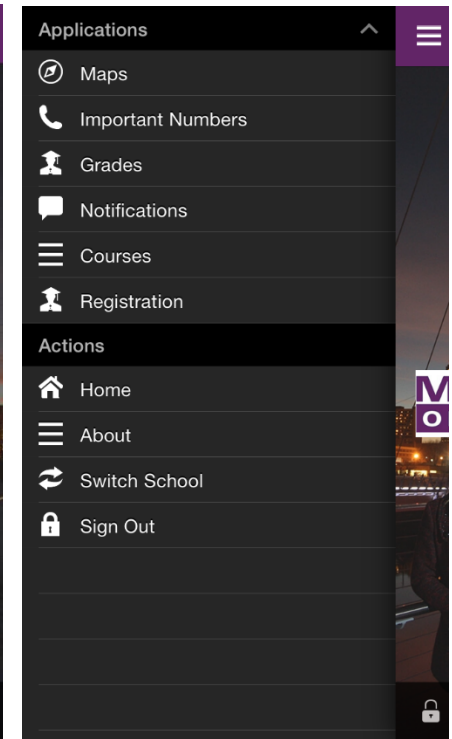 Applications
Maps
Important Numbers
Grades
Notifications
Courses
Registration
Actions
Home
About
Switch School
Sign Out
M